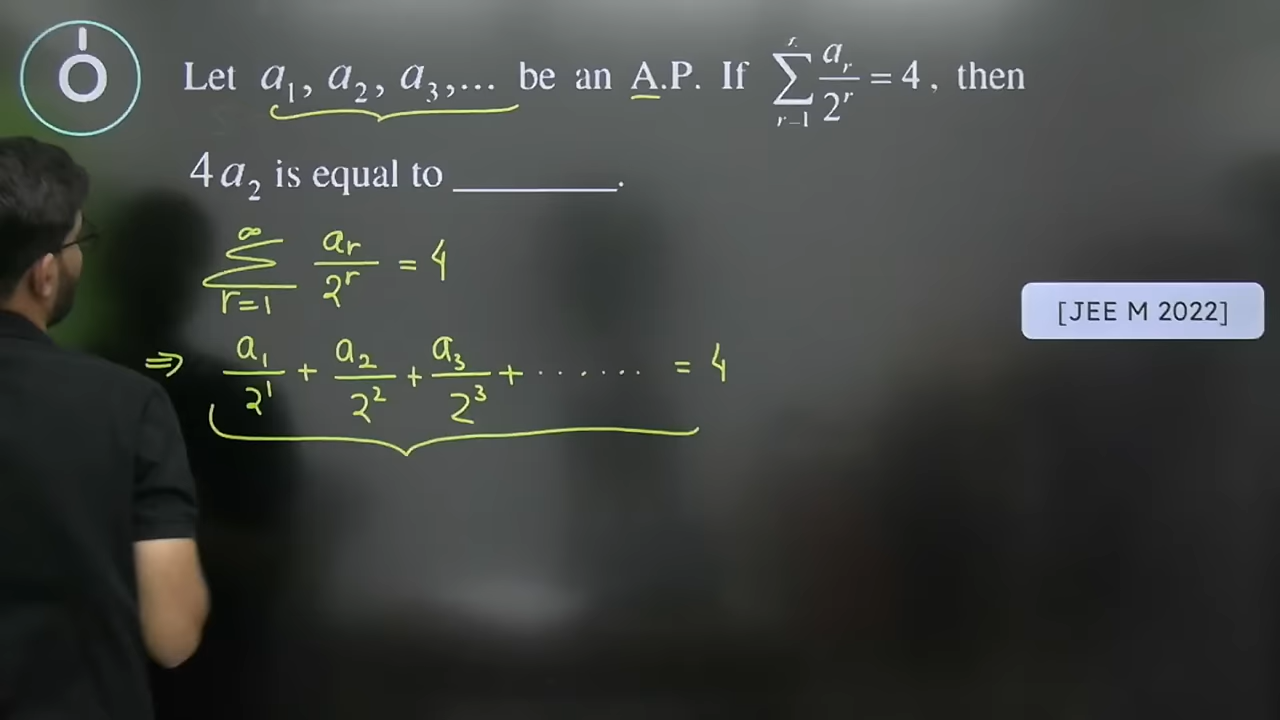 Let a₁, a₂, a₃,... be an A.P. If ∑_{r–1}^{r.} a_r/2^r = 4, then
4a₂ is equal to ________.
∑_{r=1}^{∞} a_r/2^r = 4
[JEE M 2022]
⇒ a₁/2¹ + a₂/2² + a₃/2³ + ....... = 4